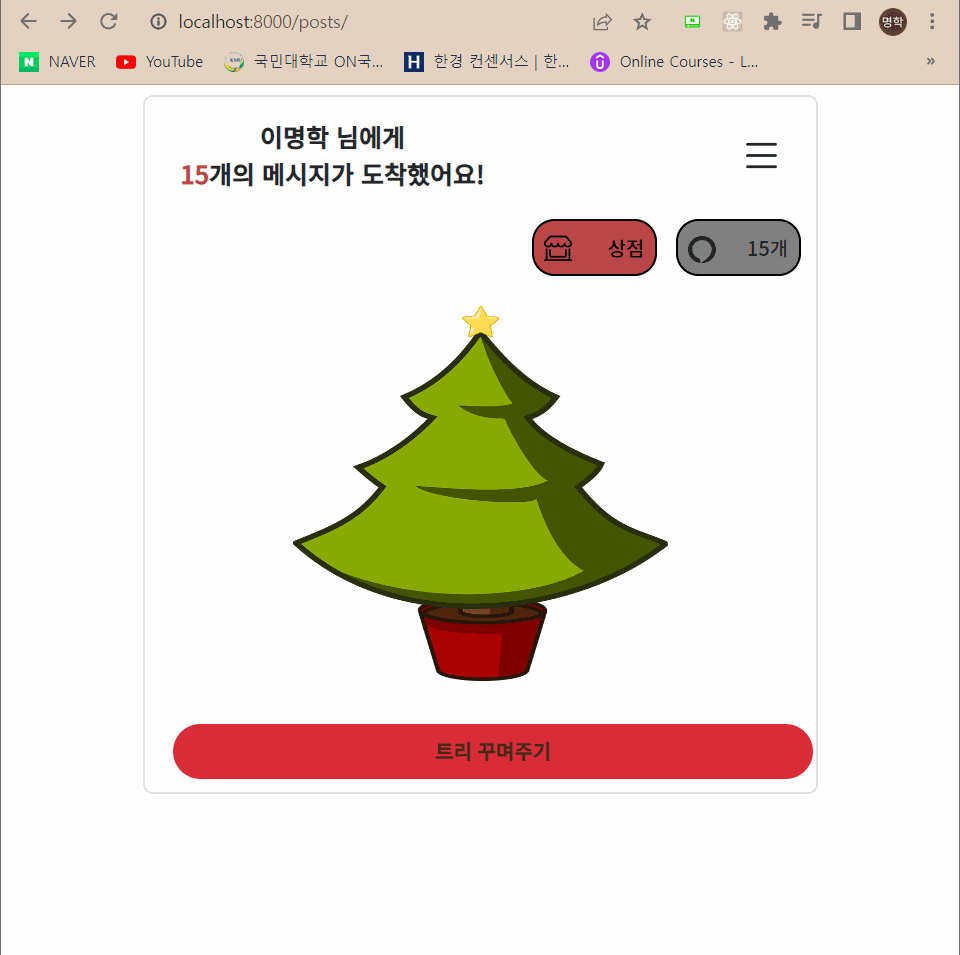 localhost:8000/posts/
명학
N NAVER
YouTube
KMU 국민대학교 ON국...
H 한경 컨센서스 | 한...
Online Courses - L...
»
이명학 님에게
15개의 메시지가 도착했어요!
상점
15개
트리 꾸며주기